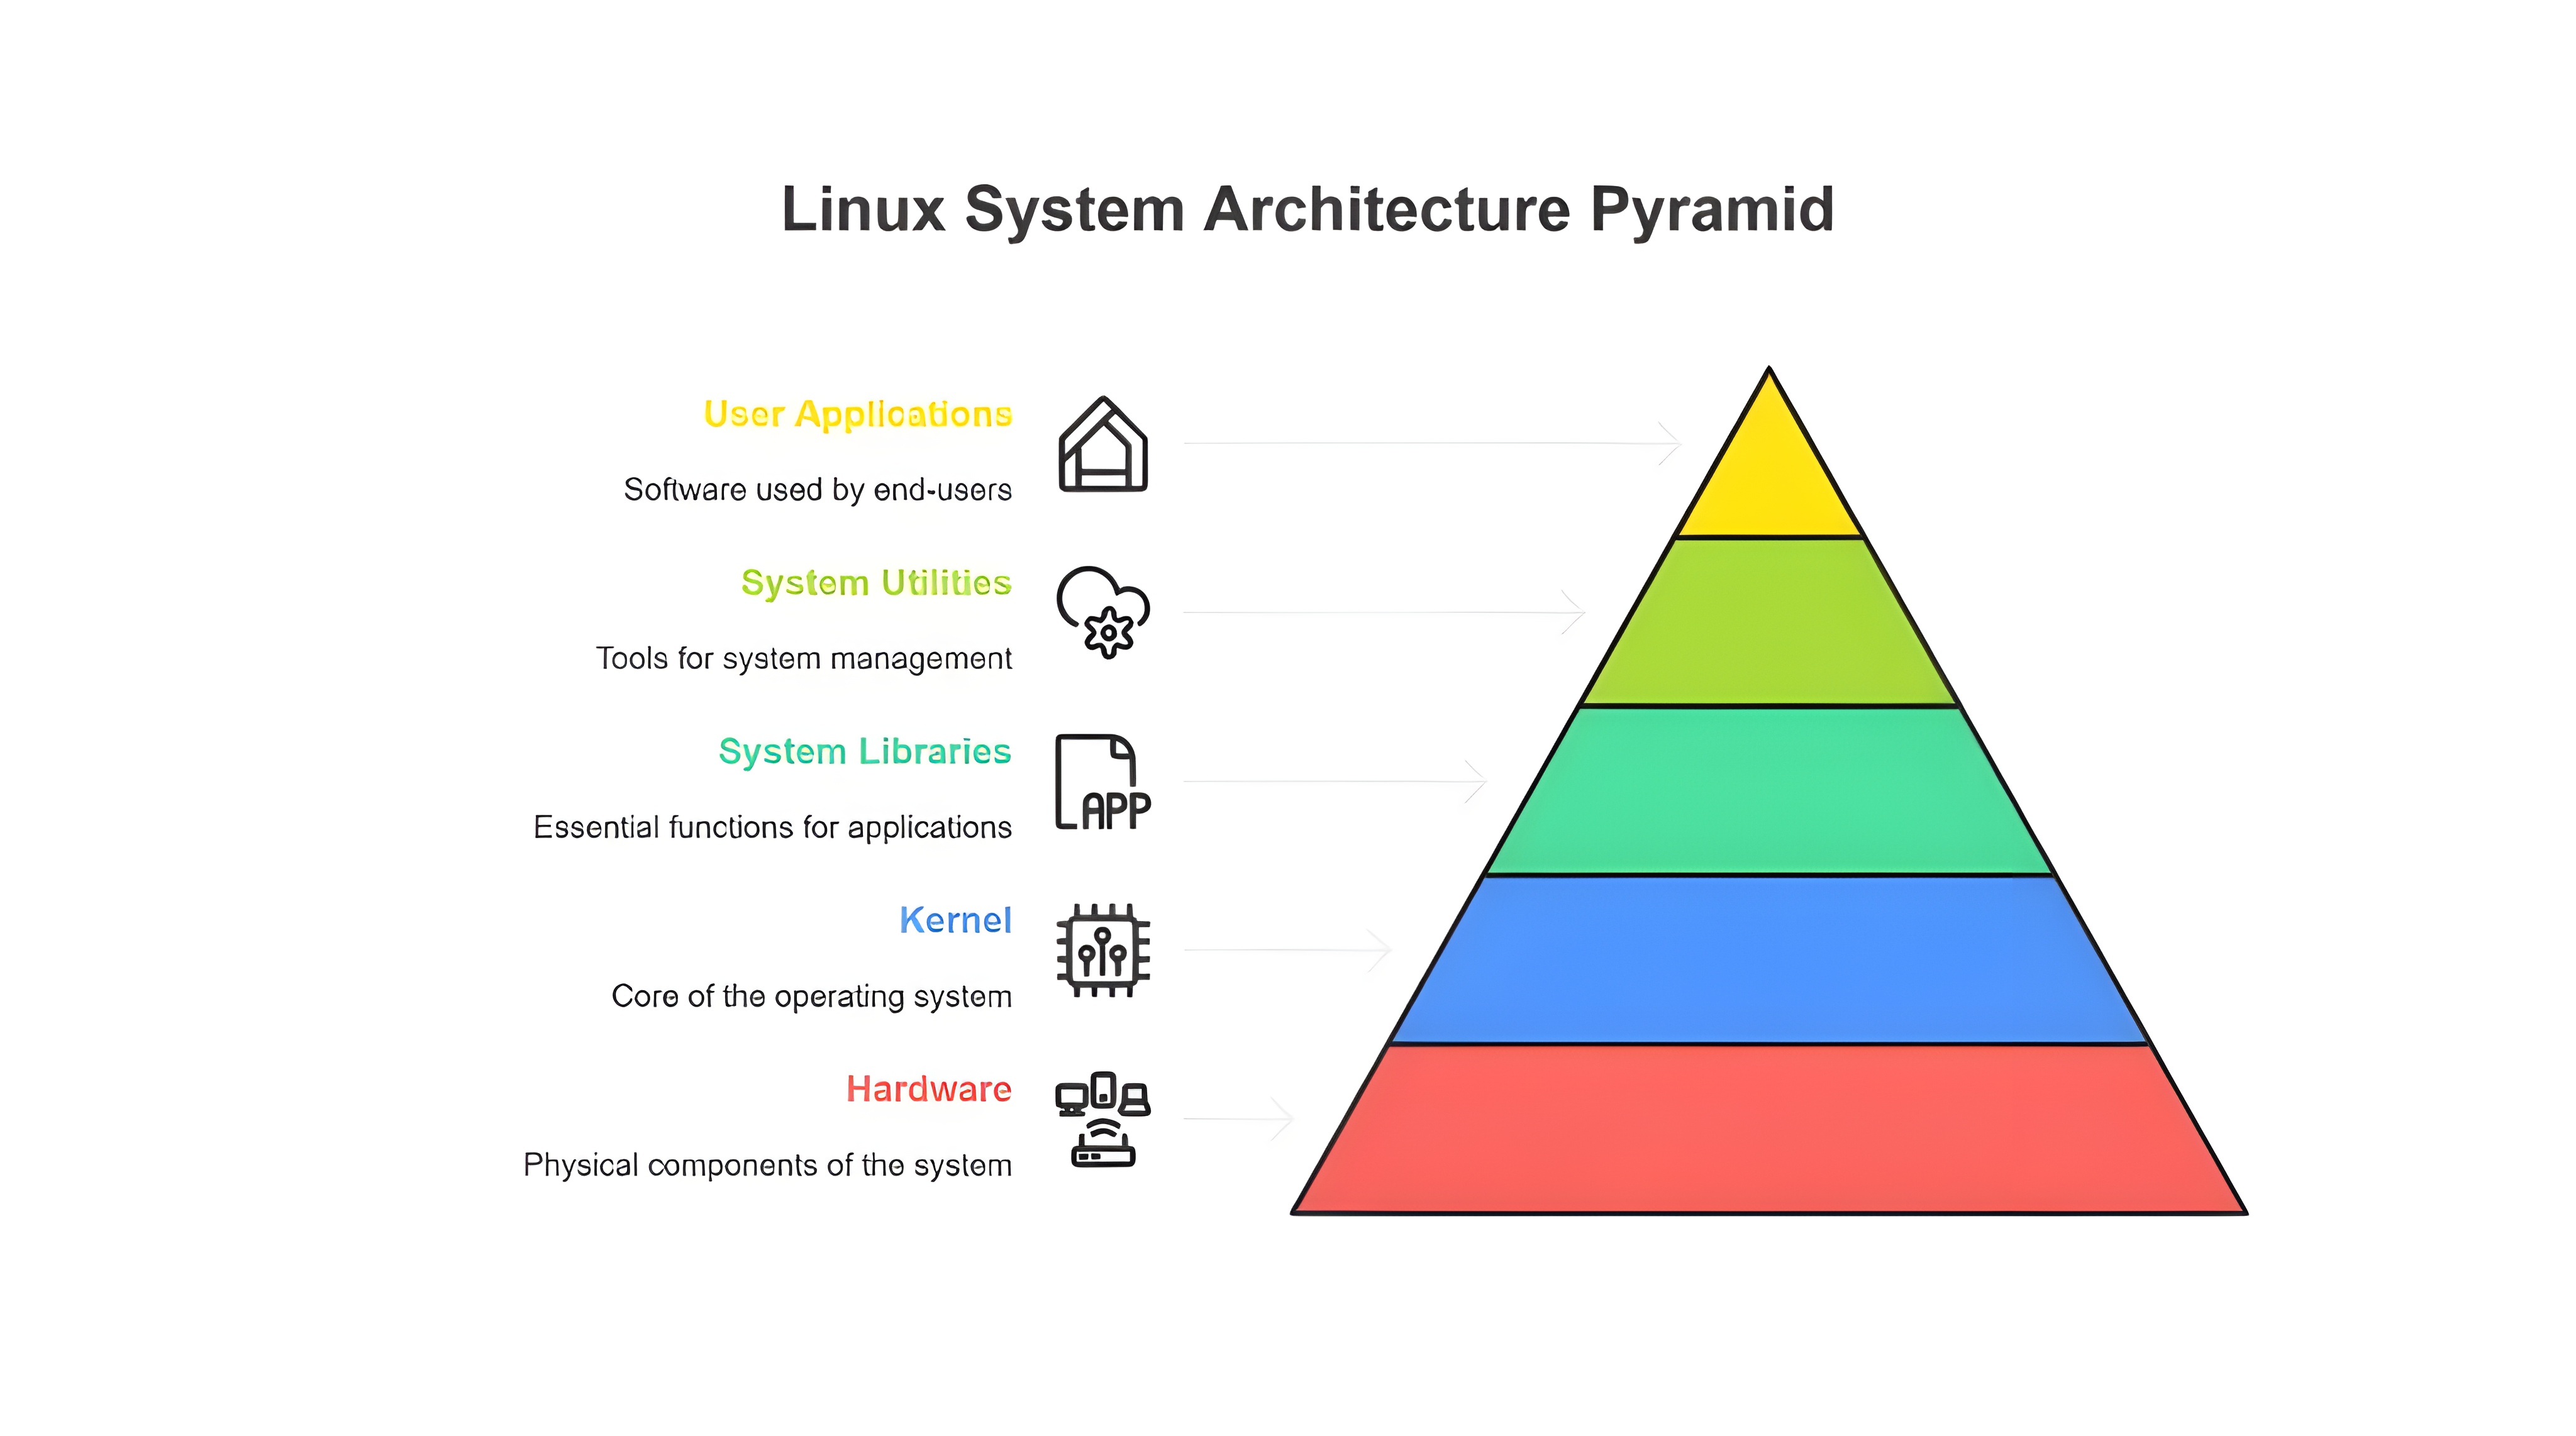 Linux System Architecture Pyramid
User Applications
Software used by end-users
System Utilities
Tools for system management
System Libraries
Essential functions for applications
APP
Kernel
Core of the operating system
Hardware
Physical components of the system